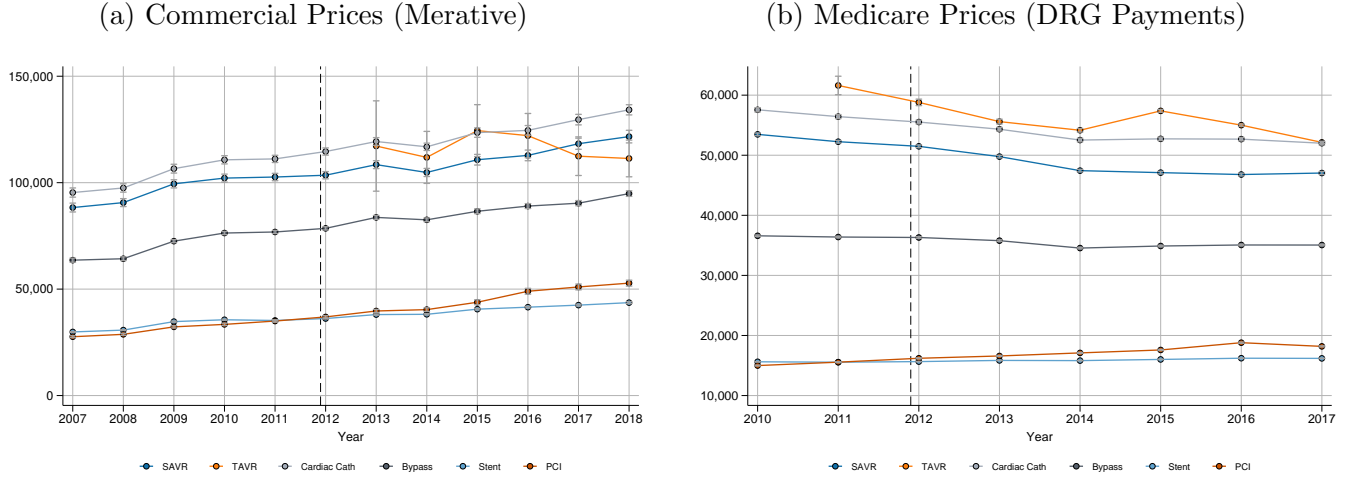 (a) Commercial Prices (Merative)
150,000
100,000
50,000
0
2007 2008 2009 2010 2011 2012 2013 2014 2015 2016 2017 2018
Year
SAVR TAVR Cardiac Cath Bypass Stent PCI
(b) Medicare Prices (DRG Payments)
60,000
50,000
40,000
30,000
20,000
10,000
2010 2011 2012 2013 2014 2015 2016 2017
Year
SAVR TAVR Cardiac Cath Bypass Stent PCI